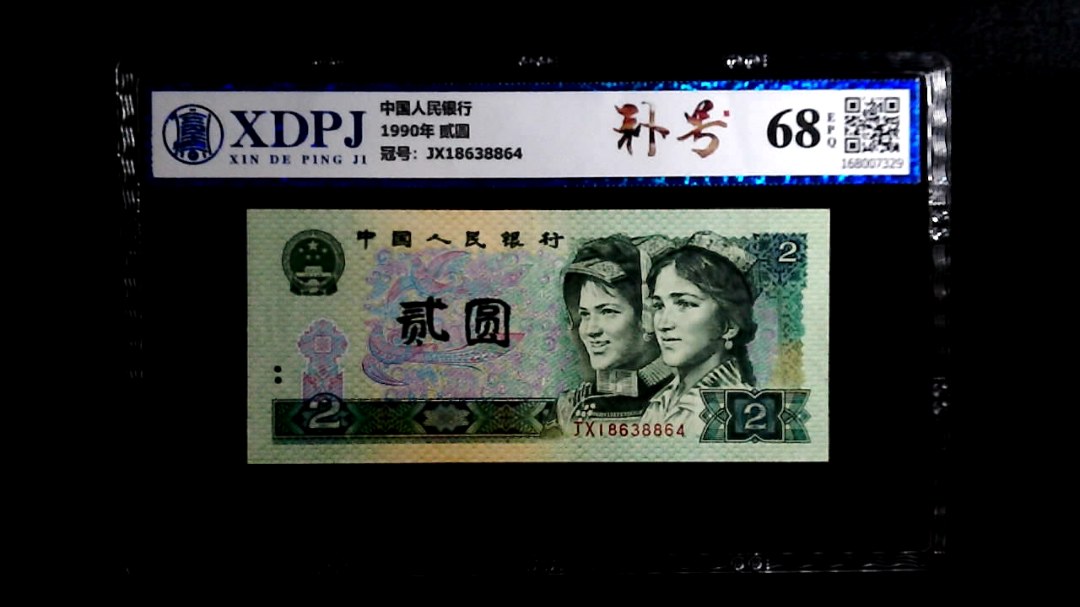 XDPJ
XIN DE PING JI
中国人民银行
1990年 贰圆
冠号：JX18638864
补号
68
EPQ
168007329
中国人民银行
2
贰圆
2
2
JX18638864